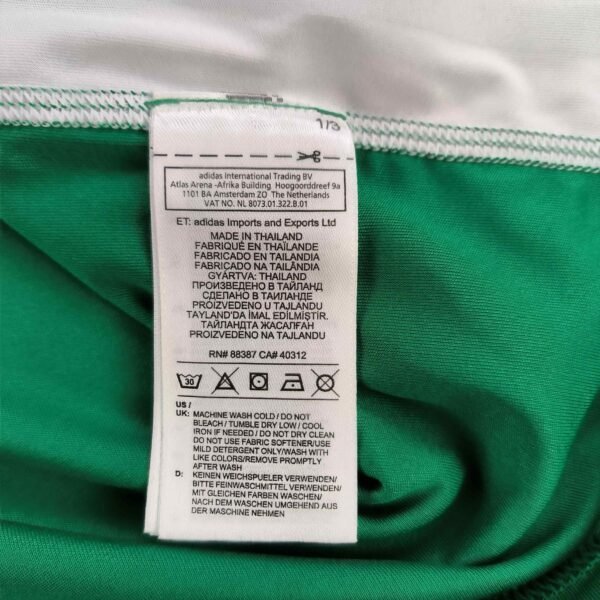 1/3
adidas International Trading BV
Atlas Arena -Afrika Building Hoogoorddreef 9a
1101 BA Amsterdam ZO The Netherlands
VAT NO. NL 8073.01.322.B.01
ET: adidas Imports and Exports Ltd
MADE IN THAILAND
FABRIQUÉ EN THAÏLANDE
FABRICADO EN TAILANDIA
FABRICADO NA TAILÂNDIA
GYÁRTVA: THAILAND
ПРОИЗВЕДЕНО В ТАЙЛАНД
СДЕЛАНО В ТАИЛАНДЕ
PROIZVEDENO U TAJLANDU
TAYLAND'DA İMAL EDİLMİŞTİR.
ТАЙЛАНДТА ЖАСАЛҒАН
PROIZVEDENO NA TAJLANDU
RN# 88387 CA# 40312
30
US /
UK: MACHINE WASH COLD / DO NOT
BLEACH / TUMBLE DRY LOW / COOL
IRON IF NEEDED / DO NOT DRY CLEAN
DO NOT USE FABRIC SOFTENER/USE
MILD DETERGENT ONLY/WASH WITH
LIKE COLORS/REMOVE PROMPTLY
AFTER WASH
D: KEINEN WEICHSPUELER VERWENDEN/
BITTE FEINWASCHMITTEL VERWENDEN/
MIT GLEICHEN FARBEN WASCHEN/
NACH DEM WASCHEN UMGEHEND AUS
DER MASCHINE NEHMEN